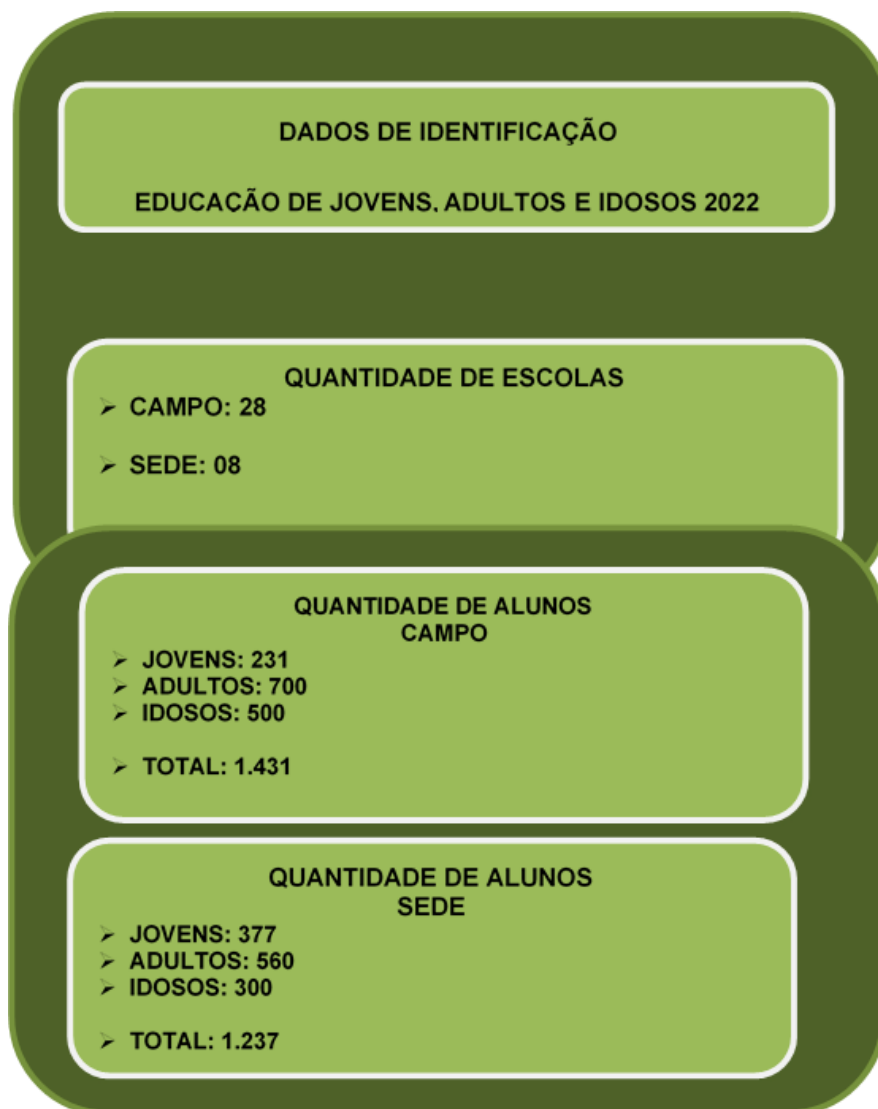 DADOS DE IDENTIFICAÇÃO
EDUCAÇÃO DE JOVENS, ADULTOS E IDOSOS 2022
QUANTIDADE DE ESCOLAS
➢ CAMPO: 28
➢ SEDE: 08
QUANTIDADE DE ALUNOS
CAMPO
➢ JOVENS: 231
➢ ADULTOS: 700
➢ IDOSOS: 500
➢ TOTAL: 1.431
QUANTIDADE DE ALUNOS
SEDE
➢ JOVENS: 377
➢ ADULTOS: 560
➢ IDOSOS: 300
➢ TOTAL: 1.237